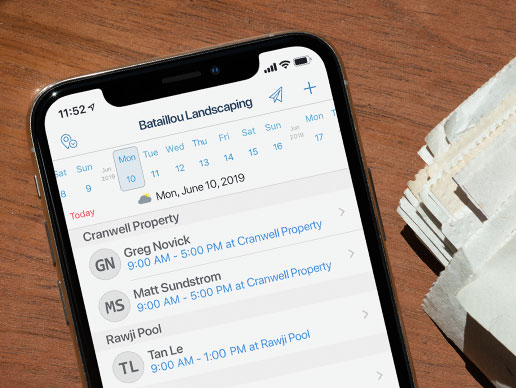 11:52
Bataillou Landscaping
Sat Sun Jun 2019 Mon Tue Wed Thu Fri Sat Sun Jun 2019 Mon T
8 9 10 11 12 13 14 15 16 17
Today
Mon, June 10, 2019
Cranwell Property
GN Greg Novick
9:00 AM - 5:00 PM at Cranwell Property
MS Matt Sundstrom
9:00 AM - 5:00 PM at Cranwell Property
Rawji Pool
TL Tan Le
9:00 AM - 1:00 PM at Rawji Pool